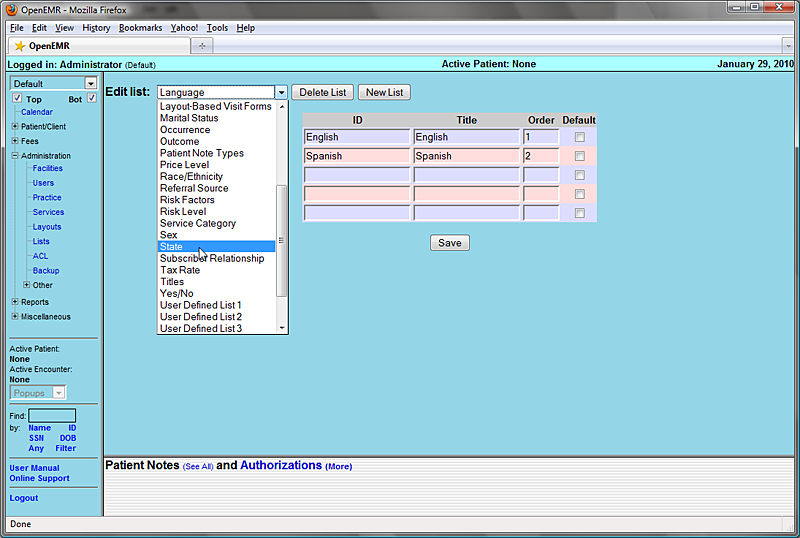 OpenEMR - Mozilla Firefox
File Edit View History Bookmarks Yahoo! Tools Help
OpenEMR
Logged in: Administrator (Default) Active Patient: None January 29, 2010
Default
Top Bot
Calendar
Patient/Client
Fees
Administration
Facilities
Users
Practice
Services
Layouts
Lists
ACL
Backup
Other
Reports
Miscellaneous
Active Patient:
None
Active Encounter:
None
Popups
Find:
by: Name ID
SSN DOB
Any Filter
User Manual
Online Support
Logout
Edit list: Language Delete List New List
Layout-Based Visit Forms
Marital Status
Occurrence
Outcome
Patient Note Types
Price Level
Race/Ethnicity
Referral Source
Risk Factors
Risk Level
Service Category
Sex
State
Subscriber Relationship
Tax Rate
Titles
Yes/No
User Defined List 1
User Defined List 2
User Defined List 3
ID Title Order Default
English English 1
Spanish Spanish 2
Save
Patient Notes (See All) and Authorizations (More)
Done